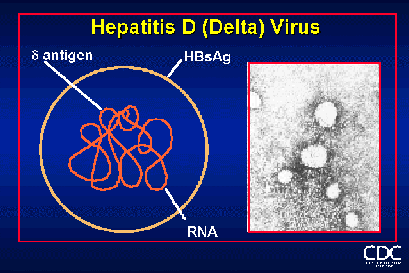 Hepatitis D (Delta) Virus
δ antigen
HBsAg
RNA
CDC